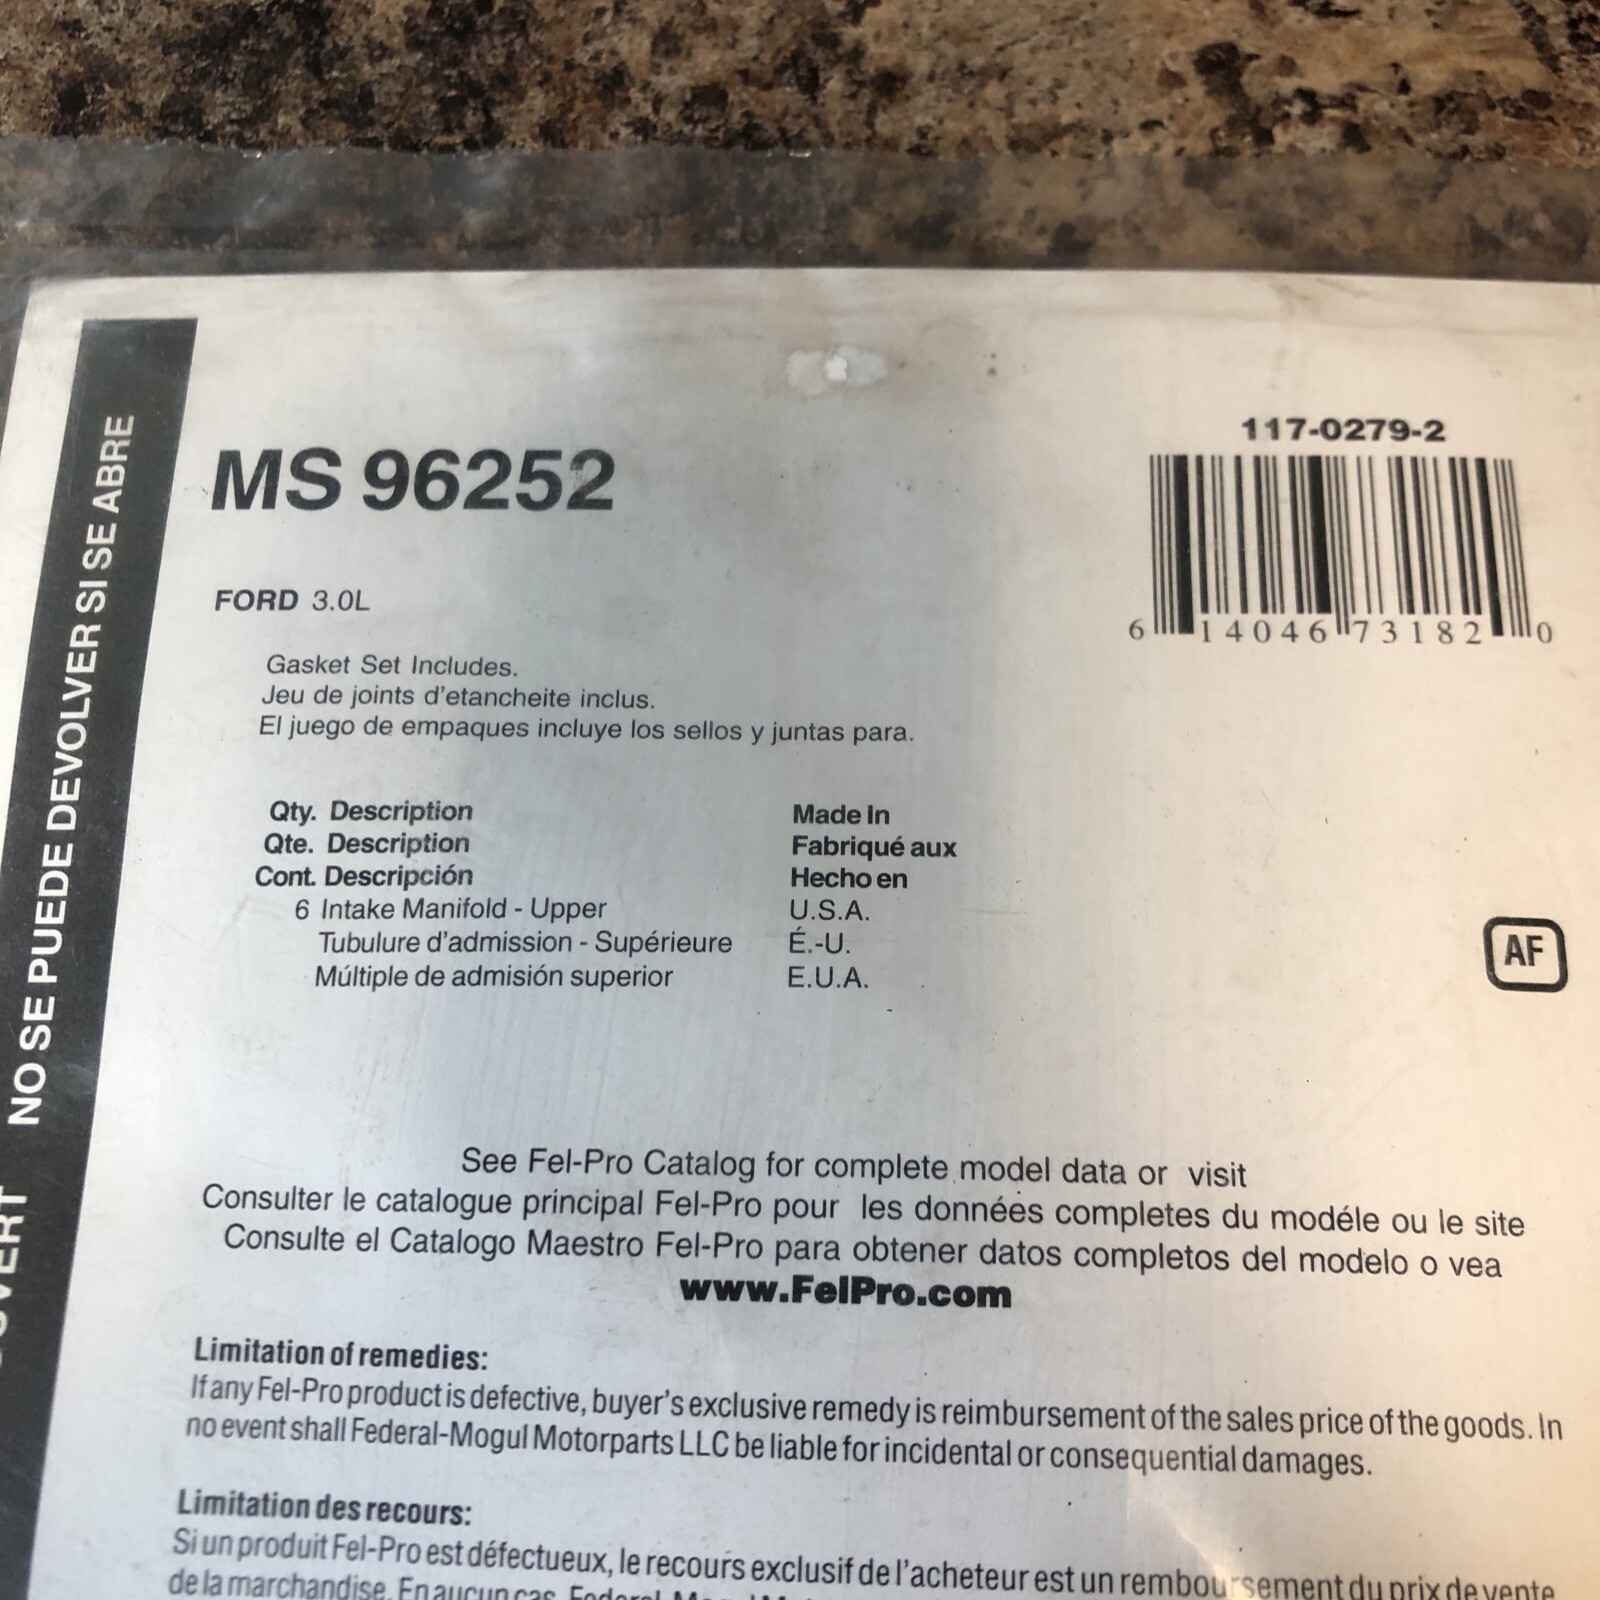 NO SE PUEDE DEVOLVER SI SE ABRE
MS 96252
117-0279-2
6 14046 73182 0
FORD 3.0L
Gasket Set Includes.
Jeu de joints d'etancheite inclus.
El juego de empaques incluye los sellos y juntas para.
Qty. Description Made In
Qte. Description Fabriqué aux
Cont. Descripción Hecho en
6 Intake Manifold - Upper U.S.A.
Tubulure d'admission - Supérieure É.-U.
Múltiple de admisión superior E.U.A.
AF
See Fel-Pro Catalog for complete model data or visit
Consulter le catalogue principal Fel-Pro pour les données completes du modéle ou le site
Consulte el Catalogo Maestro Fel-Pro para obtener datos completos del modelo o vea
www.FelPro.com
Limitation of remedies:
If any Fel-Pro product is defective, buyer's exclusive remedy is reimbursement of the sales price of the goods. In
no event shall Federal-Mogul Motorparts LLC be liable for incidental or consequential damages.
Limitation des recours:
Si un produit Fel-Pro est défectueux, le recours exclusif de l'acheteur est un remboursement du prix de vente
de la marchandise. En aucun cas, Federal-Mogul